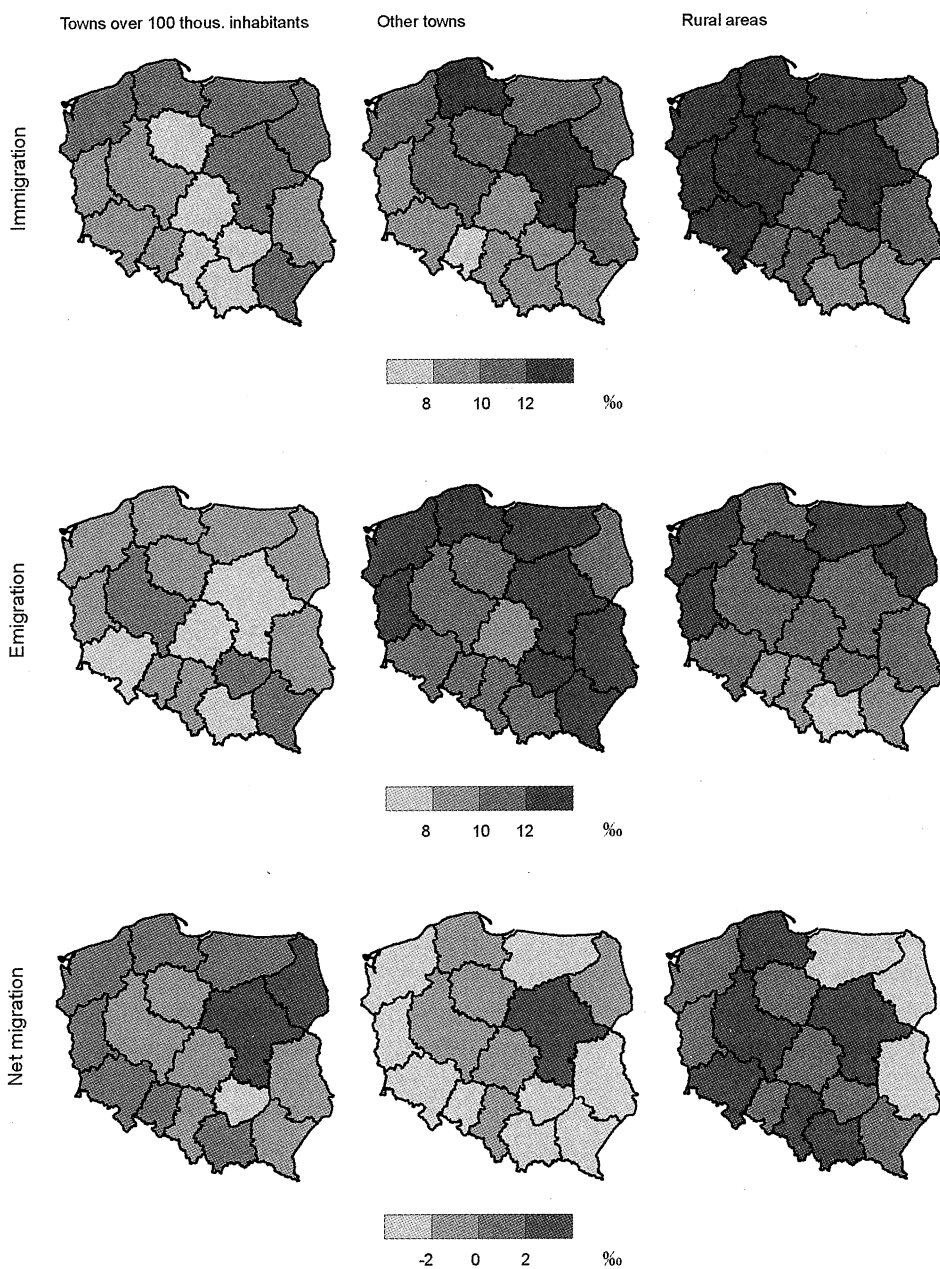 Towns over 100 thous. inhabitants Other towns Rural areas
Immigration
8 10 12 ‰
Emigration
8 10 12 ‰
Net migration
-2 0 2 ‰